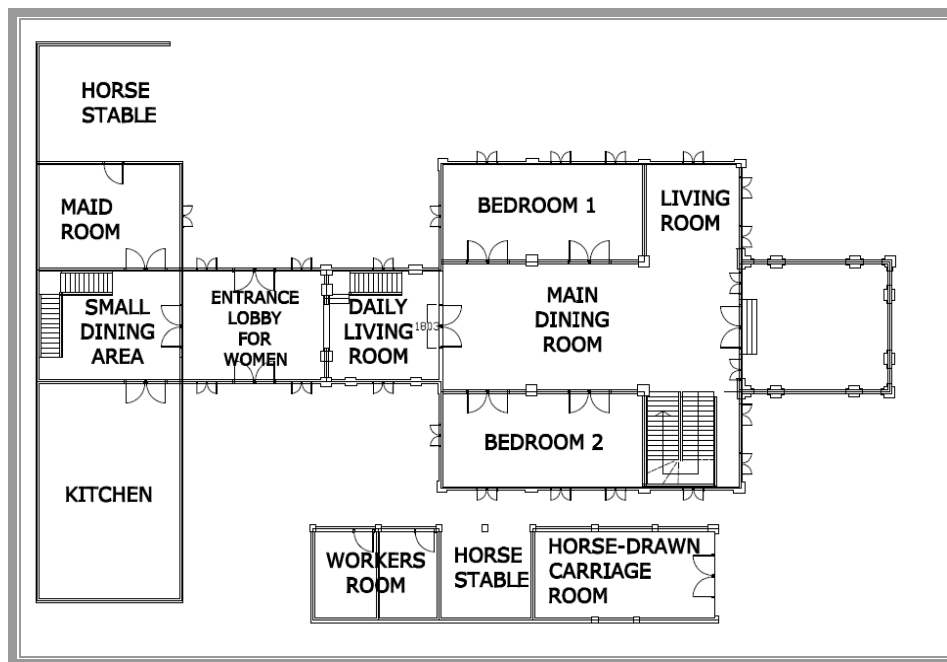 HORSE
STABLE
MAID
ROOM
BEDROOM 1
LIVING
ROOM
SMALL
DINING
AREA
ENTRANCE
LOBBY
FOR
WOMEN
DAILY
LIVING
ROOM
1803
MAIN
DINING
ROOM
BEDROOM 2
KITCHEN
WORKERS
ROOM
HORSE
STABLE
HORSE-DRAWN
CARRIAGE
ROOM